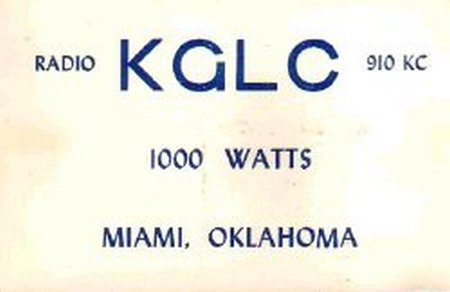 RADIO KGLC 910 KC
1000 WATTS
MIAMI, OKLAHOMA